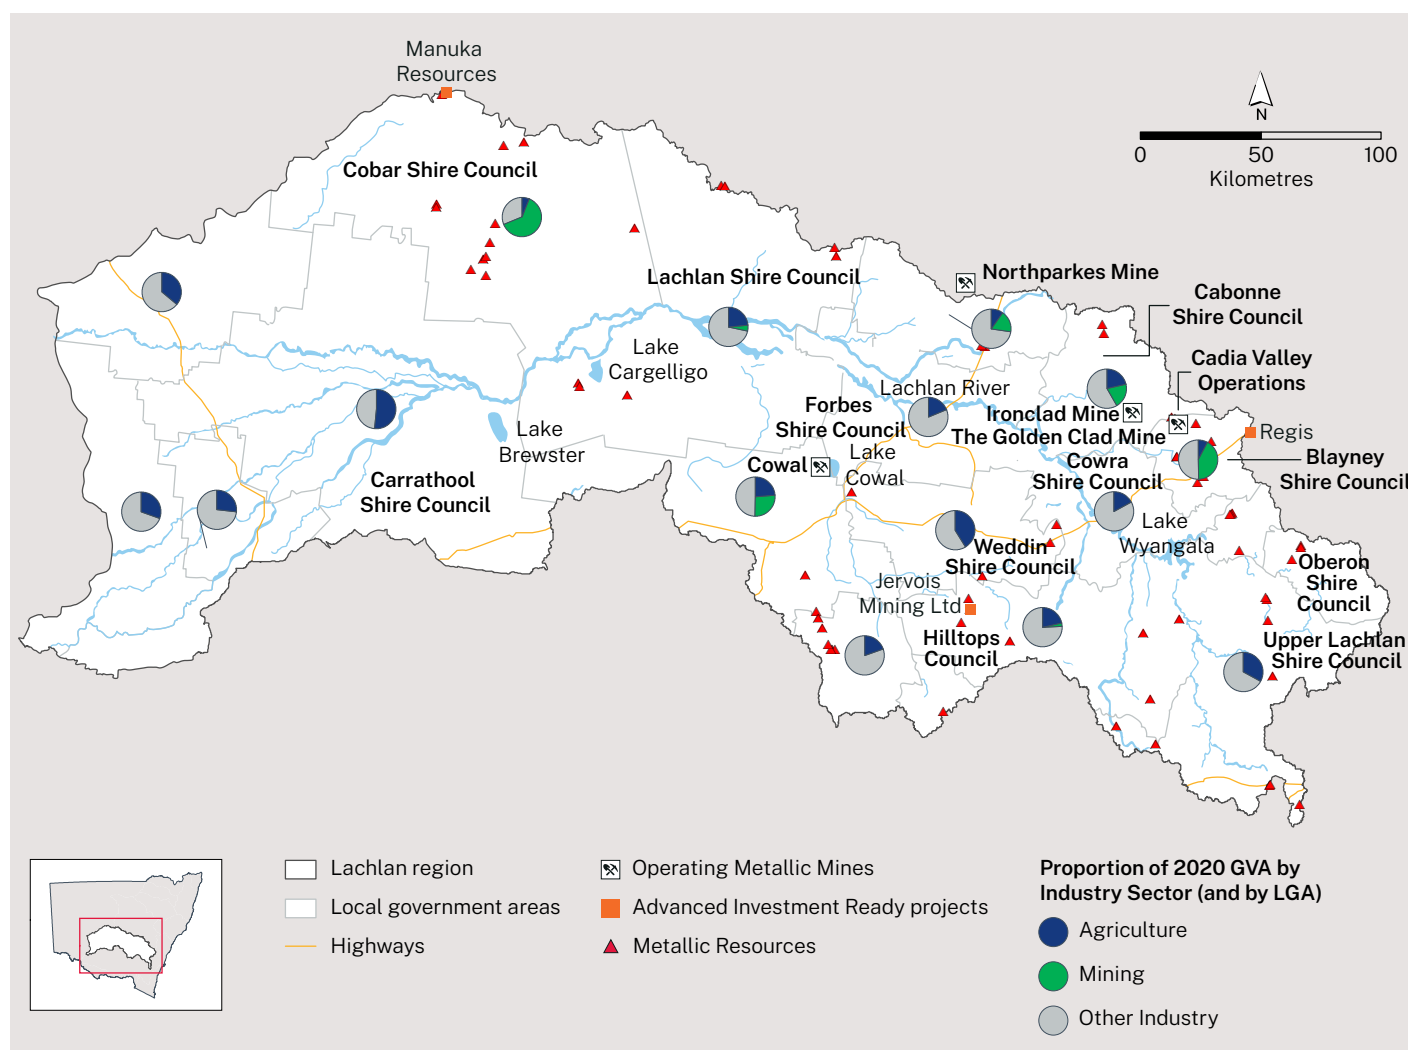 Manuka
Resources
N
0 50 100
Kilometres
Cobar Shire Council
Lachlan Shire Council
Northparkes Mine
Cabonne
Shire Council
Cadia Valley
Operations
Lake
Cargelligo
Lachlan River
Forbes
Shire Council
Ironclad Mine
The Golden Clad Mine
Regis
Lake
Brewster
Cowal
Lake
Cowal
Cowra
Shire Council
Blayney
Shire Council
Carrathool
Shire Council
Lake
Wyangala
Weddin
Shire Council
Oberon
Shire
Council
Jervois
Mining Ltd
Hilltops
Council
Upper Lachlan
Shire Council
Lachlan region
Local government areas
Highways
Operating Metallic Mines
Advanced Investment Ready projects
Metallic Resources
Proportion of 2020 GVA by
Industry Sector (and by LGA)
Agriculture
Mining
Other Industry